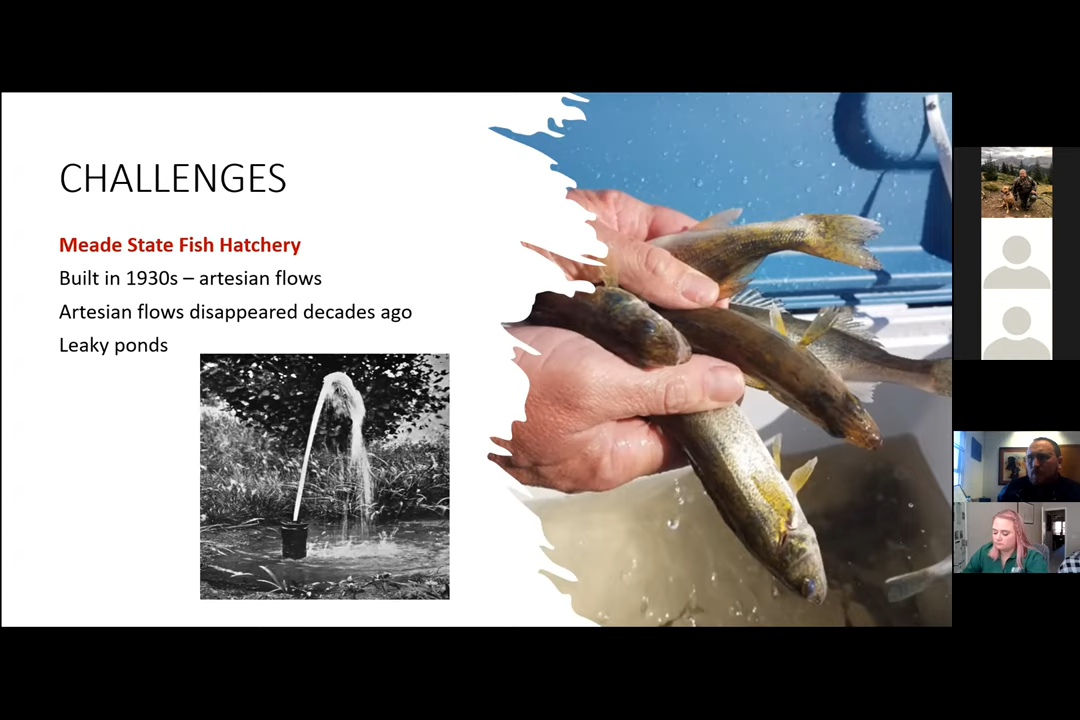 CHALLENGES
Meade State Fish Hatchery
Built in 1930s – artesian flows
Artesian flows disappeared decades ago
Leaky ponds